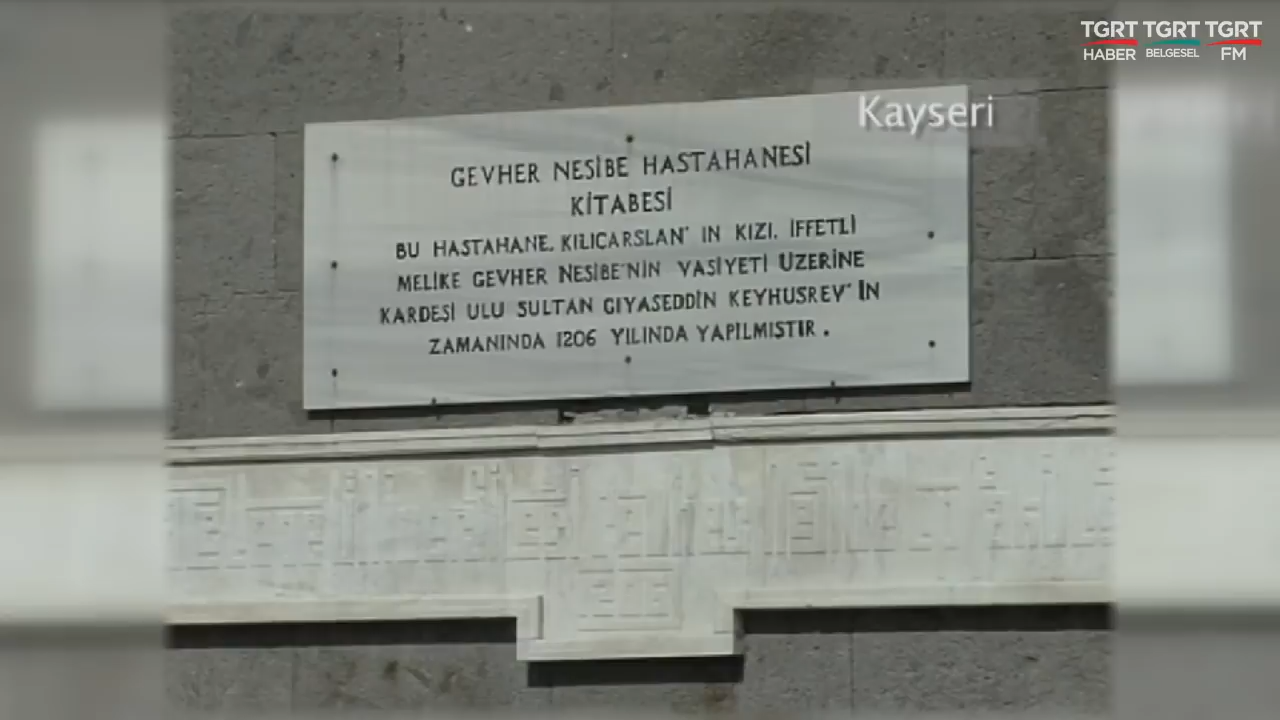 TGRT TGRT TGRT
HABER BELGESEL FM
Kayseri
GEVHER NESİBE HASTAHANESİ
KİTABESİ
BU HASTAHANE, KILICARSLAN' IN KIZI, İFFETLİ
MELİKE GEVHER NESİBE'NİN VASİYETİ UZERİNE
KARDESİ ULU SULTAN GIYASEDDİN KEYHUSREV' İN
ZAMANINDA 1206 YILINDA YAPILMISTIR .